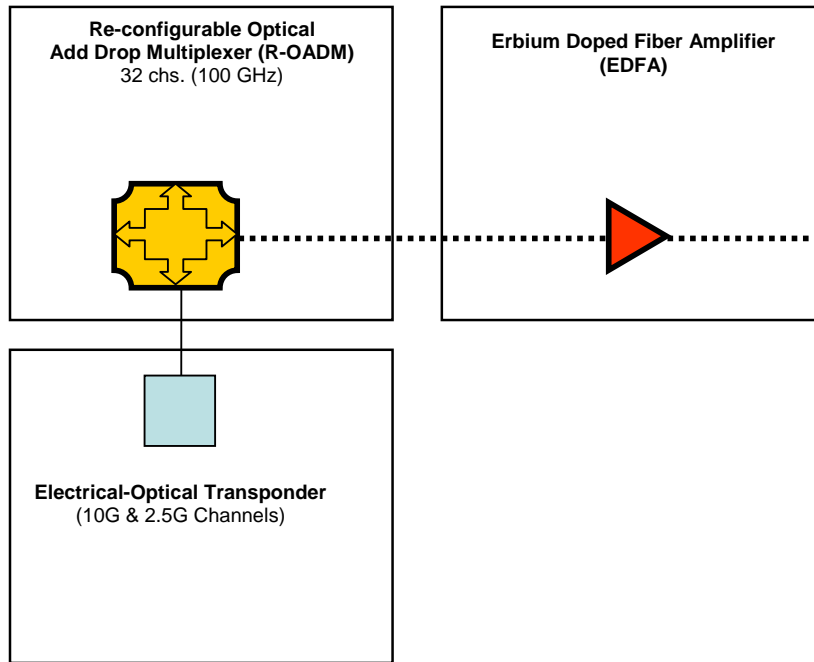 Re-configurable Optical
Add Drop Multiplexer (R-OADM)
32 chs. (100 GHz)
Erbium Doped Fiber Amplifier
(EDFA)
Electrical-Optical Transponder
(10G & 2.5G Channels)